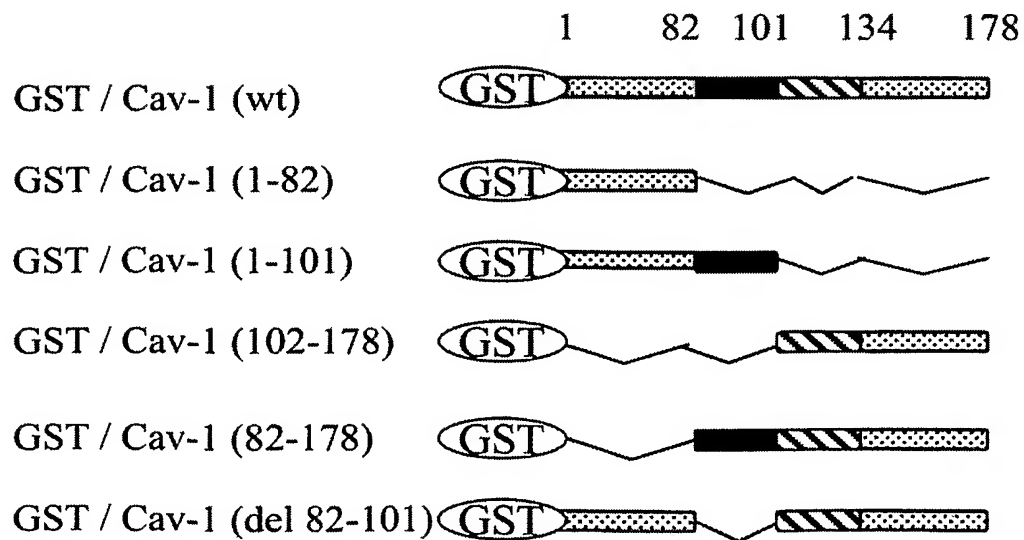 1 82 101 134 178
GST / Cav-1 (wt) GST
GST / Cav-1 (1-82) GST
GST / Cav-1 (1-101) GST
GST / Cav-1 (102-178) GST
GST / Cav-1 (82-178) GST
GST / Cav-1 (del 82-101) GST